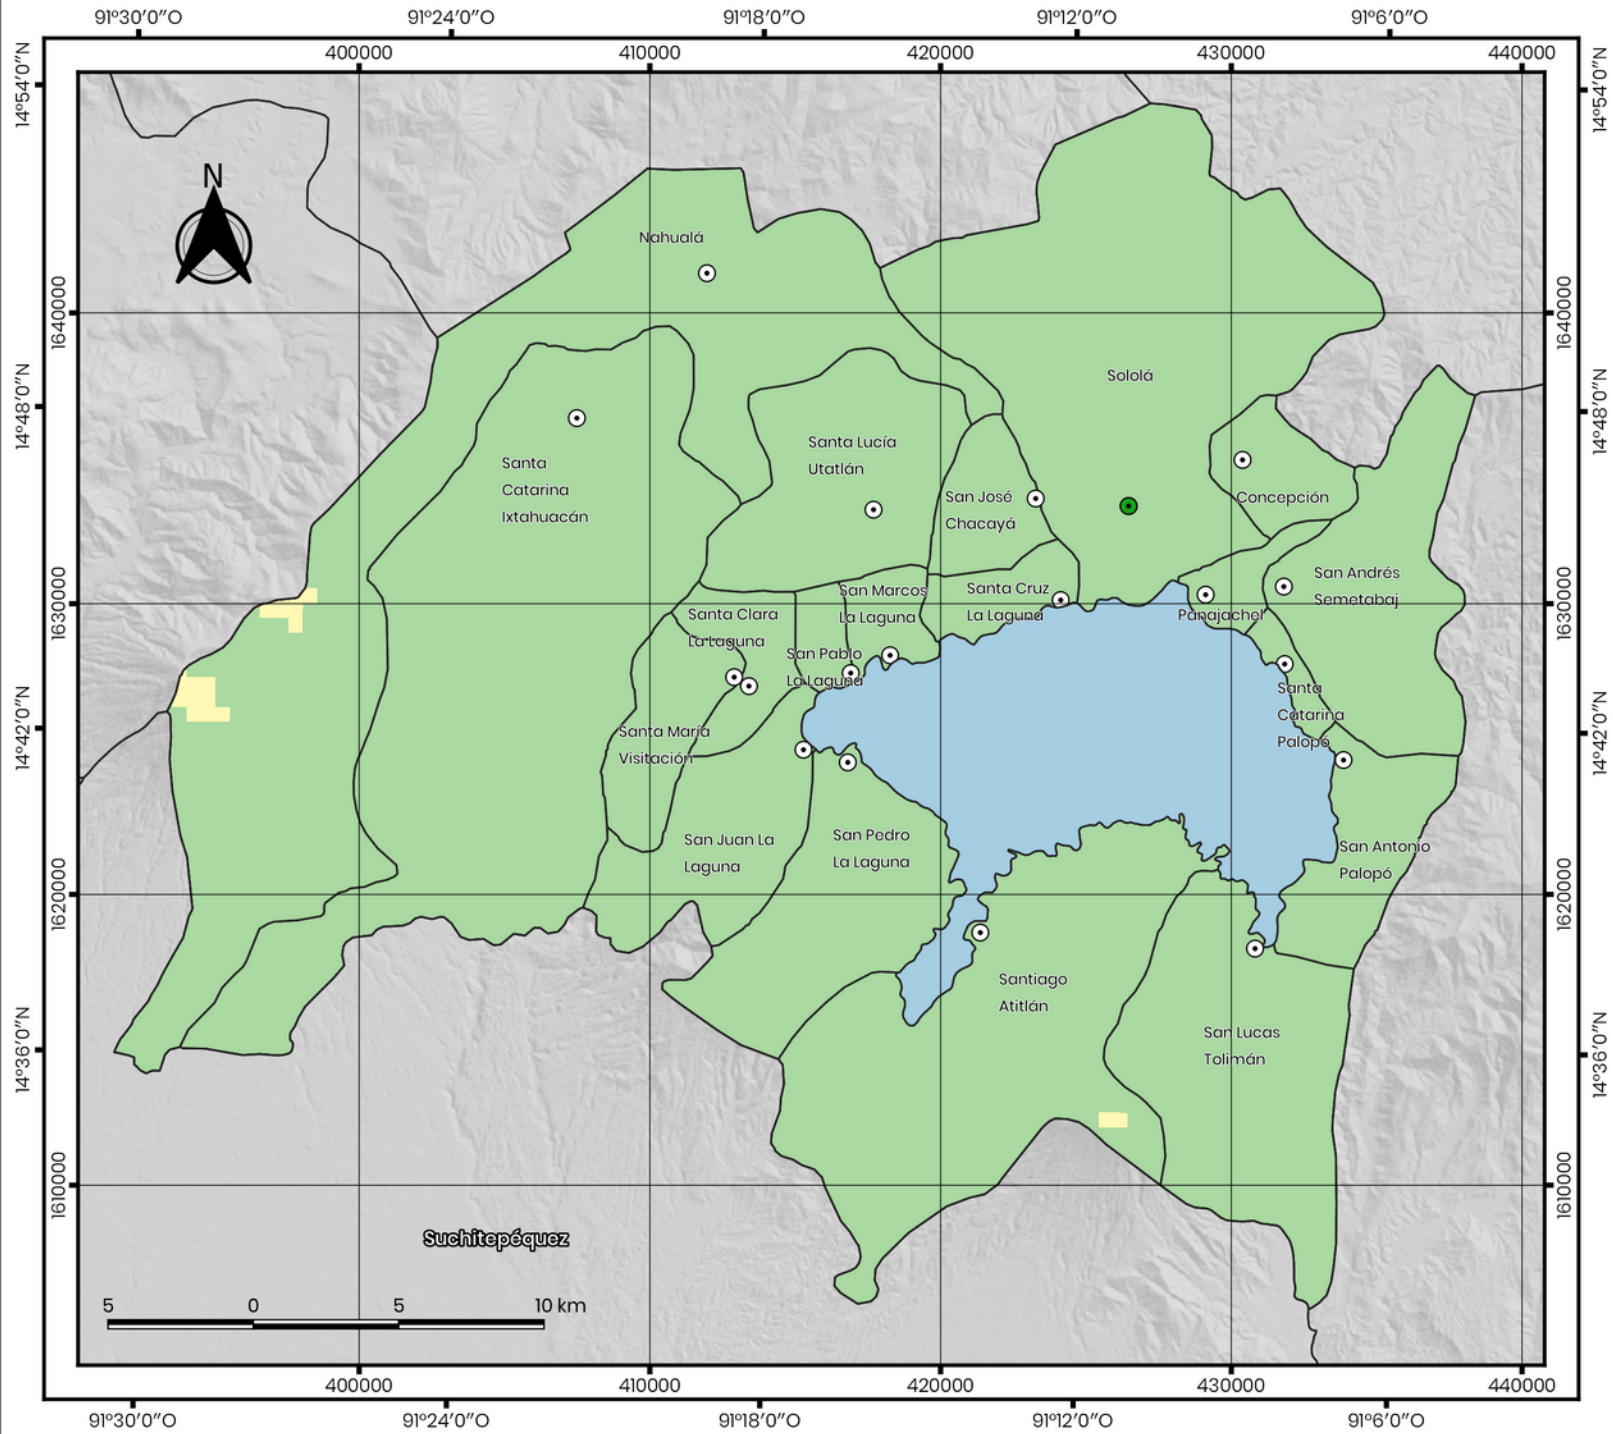 91°30'0"O 91°24'0"O 91°18'0"O 91°12'0"O 91°6'0"O
400000 410000 420000 430000 440000
14°54'0"N
14°54'0"N
N
Nahualá
1640000
1640000
Sololá
14°48'0"N
14°48'0"N
Santa Lucía
Utatlán
Santa
Catarina
Ixtahuacán
San José
Chacayá
Concepción
San Andrés
Semetabaj
1630000
1630000
San Marcos
La Laguna
Santa Cruz
La Laguna
Panajachel
Santa Clara
La Laguna
San Pablo
La Laguna
Santa
Catarina
Palopó
14°42'0"N
14°42'0"N
Santa María
Visitación
San Juan La
Laguna
San Pedro
La Laguna
San Antonio
Palopó
1620000
1620000
Santiago
Atitlán
San Lucas
Tolimán
14°36'0"N
14°36'0"N
1610000
1610000
Suchitepéquez
5 0 5 10 km
400000 410000 420000 430000 440000
91°30'0"O 91°24'0"O 91°18'0"O 91°12'0"O 91°6'0"O